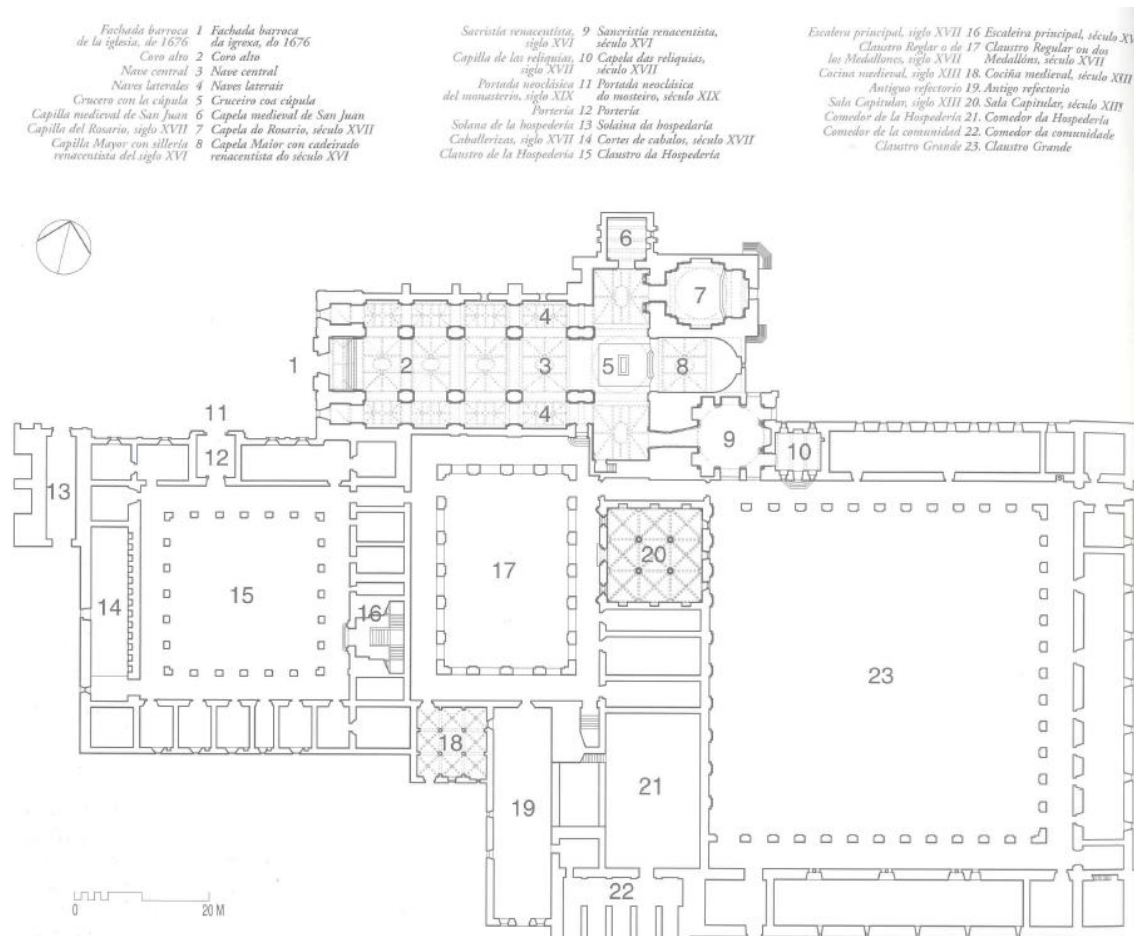 Fachada barroca 1 Fachada barroca
de la iglesia, de 1676 da igrexa, do 1676
Coro alto 2 Coro alto
Nave central 3 Nave central
Naves laterales 4 Naves laterais
Crucero con la cúpula 5 Cruceiro coa cúpula
Capilla medieval de San Juan 6 Capela medieval de San Juan
Capilla del Rosario, siglo XVII 7 Capela do Rosario, século XVII
Capilla Mayor con sillería 8 Capela Maior con cadeirado
renacentista del siglo XVI renacentista do século XVI
Sacristía renacentista, 9 Sancristía renacentista,
siglo XVI século XVI
Capilla de las reliquias, 10 Capela das reliquias,
siglo XVII século XVII
Portada neoclásica 11 Portada neoclásica
del monasterio, siglo XIX do mosteiro, século XIX
Portería 12 Portería
Solana de la hospedería 13 Solaina da hospedaría
Caballerizas, siglo XVII 14 Cortes de cabalos, século XVII
Claustro de la Hospedería 15 Claustro da Hospedería
Escalera principal, siglo XVII 16 Escaleira principal, século XV
Claustro Reglar o de 17 Claustro Regular ou dos
los Medallones, siglo XVII Medallóns, século XVII
Cocina medieval, siglo XIII 18. Cociña medieval, século XIII
Antiguo refectorio 19. Antigo refectorio
Sala Capitular, siglo XIII 20. Sala Capitular, século XIII
Comedor de la Hospedería 21. Comedor da Hospedería
Comedor de la comunidad 22. Comedor da comunidade
Claustro Grande 23. Claustro Grande
6
7
4
1
2
3
5
8
4
11
9
10
12
13
20
17
15
14
16
23
18
21
19
22
0 20 M